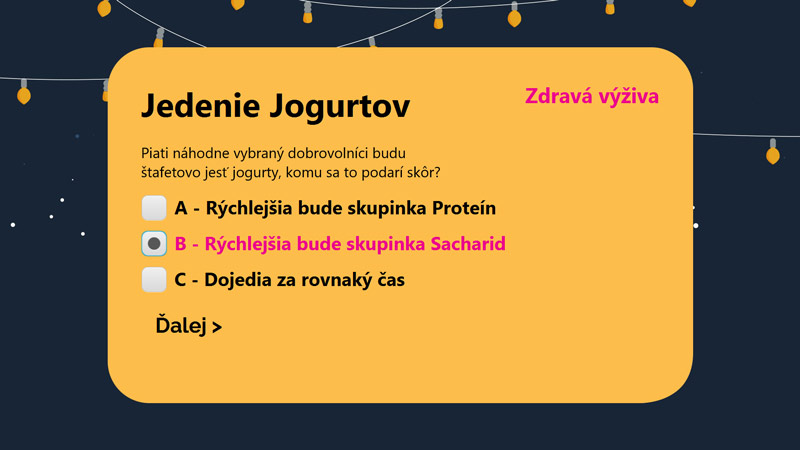 Jedenie Jogurtov
Zdravá výživa
Piati náhodne vybraný dobrovolníci budu
štafetovo jesť jogurty, komu sa to podarí skôr?
A - Rýchlejšia bude skupinka Proteín
B - Rýchlejšia bude skupinka Sacharid
C - Dojedia za rovnaký čas
Ďalej >